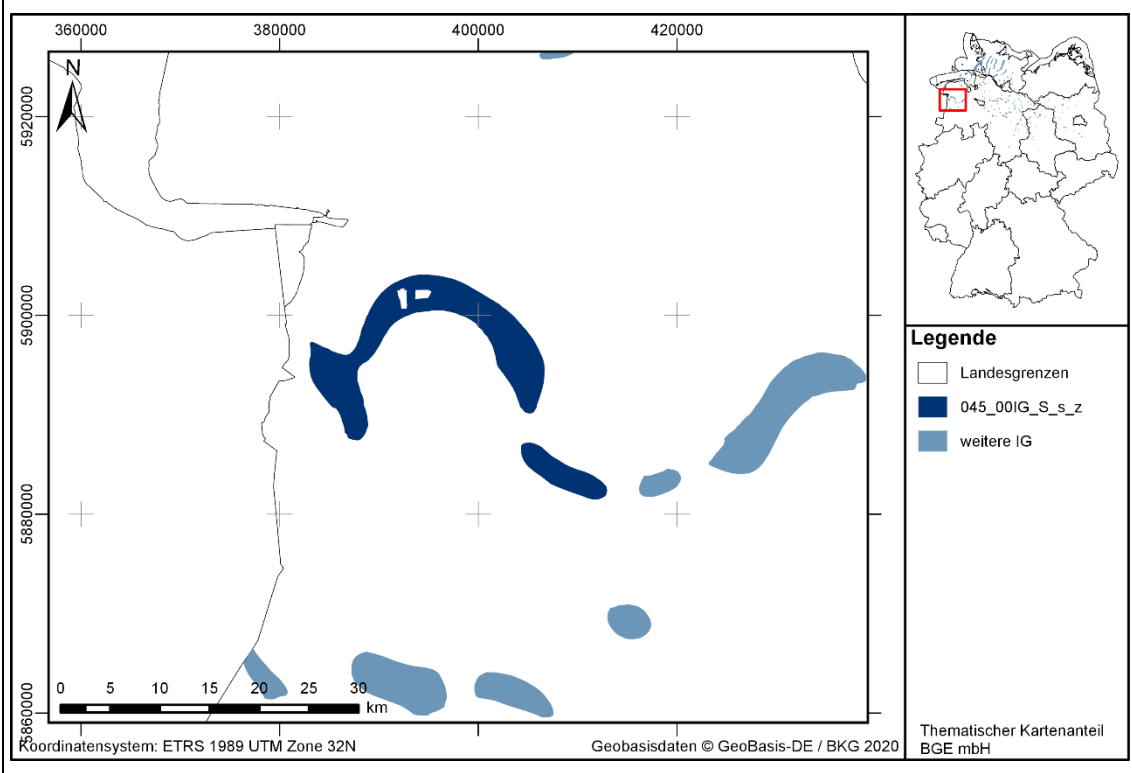 360000 380000 400000 420000
N
5920000
5900000
5880000
5860000
0 5 10 15 20 25 30
km
Koordinatensystem: ETRS 1989 UTM Zone 32N
Geobasisdaten © GeoBasis-DE / BKG 2020
Legende
Landesgrenzen
045_00IG_S_s_z
weitere IG
Thematischer Kartenanteil
BGE mbH